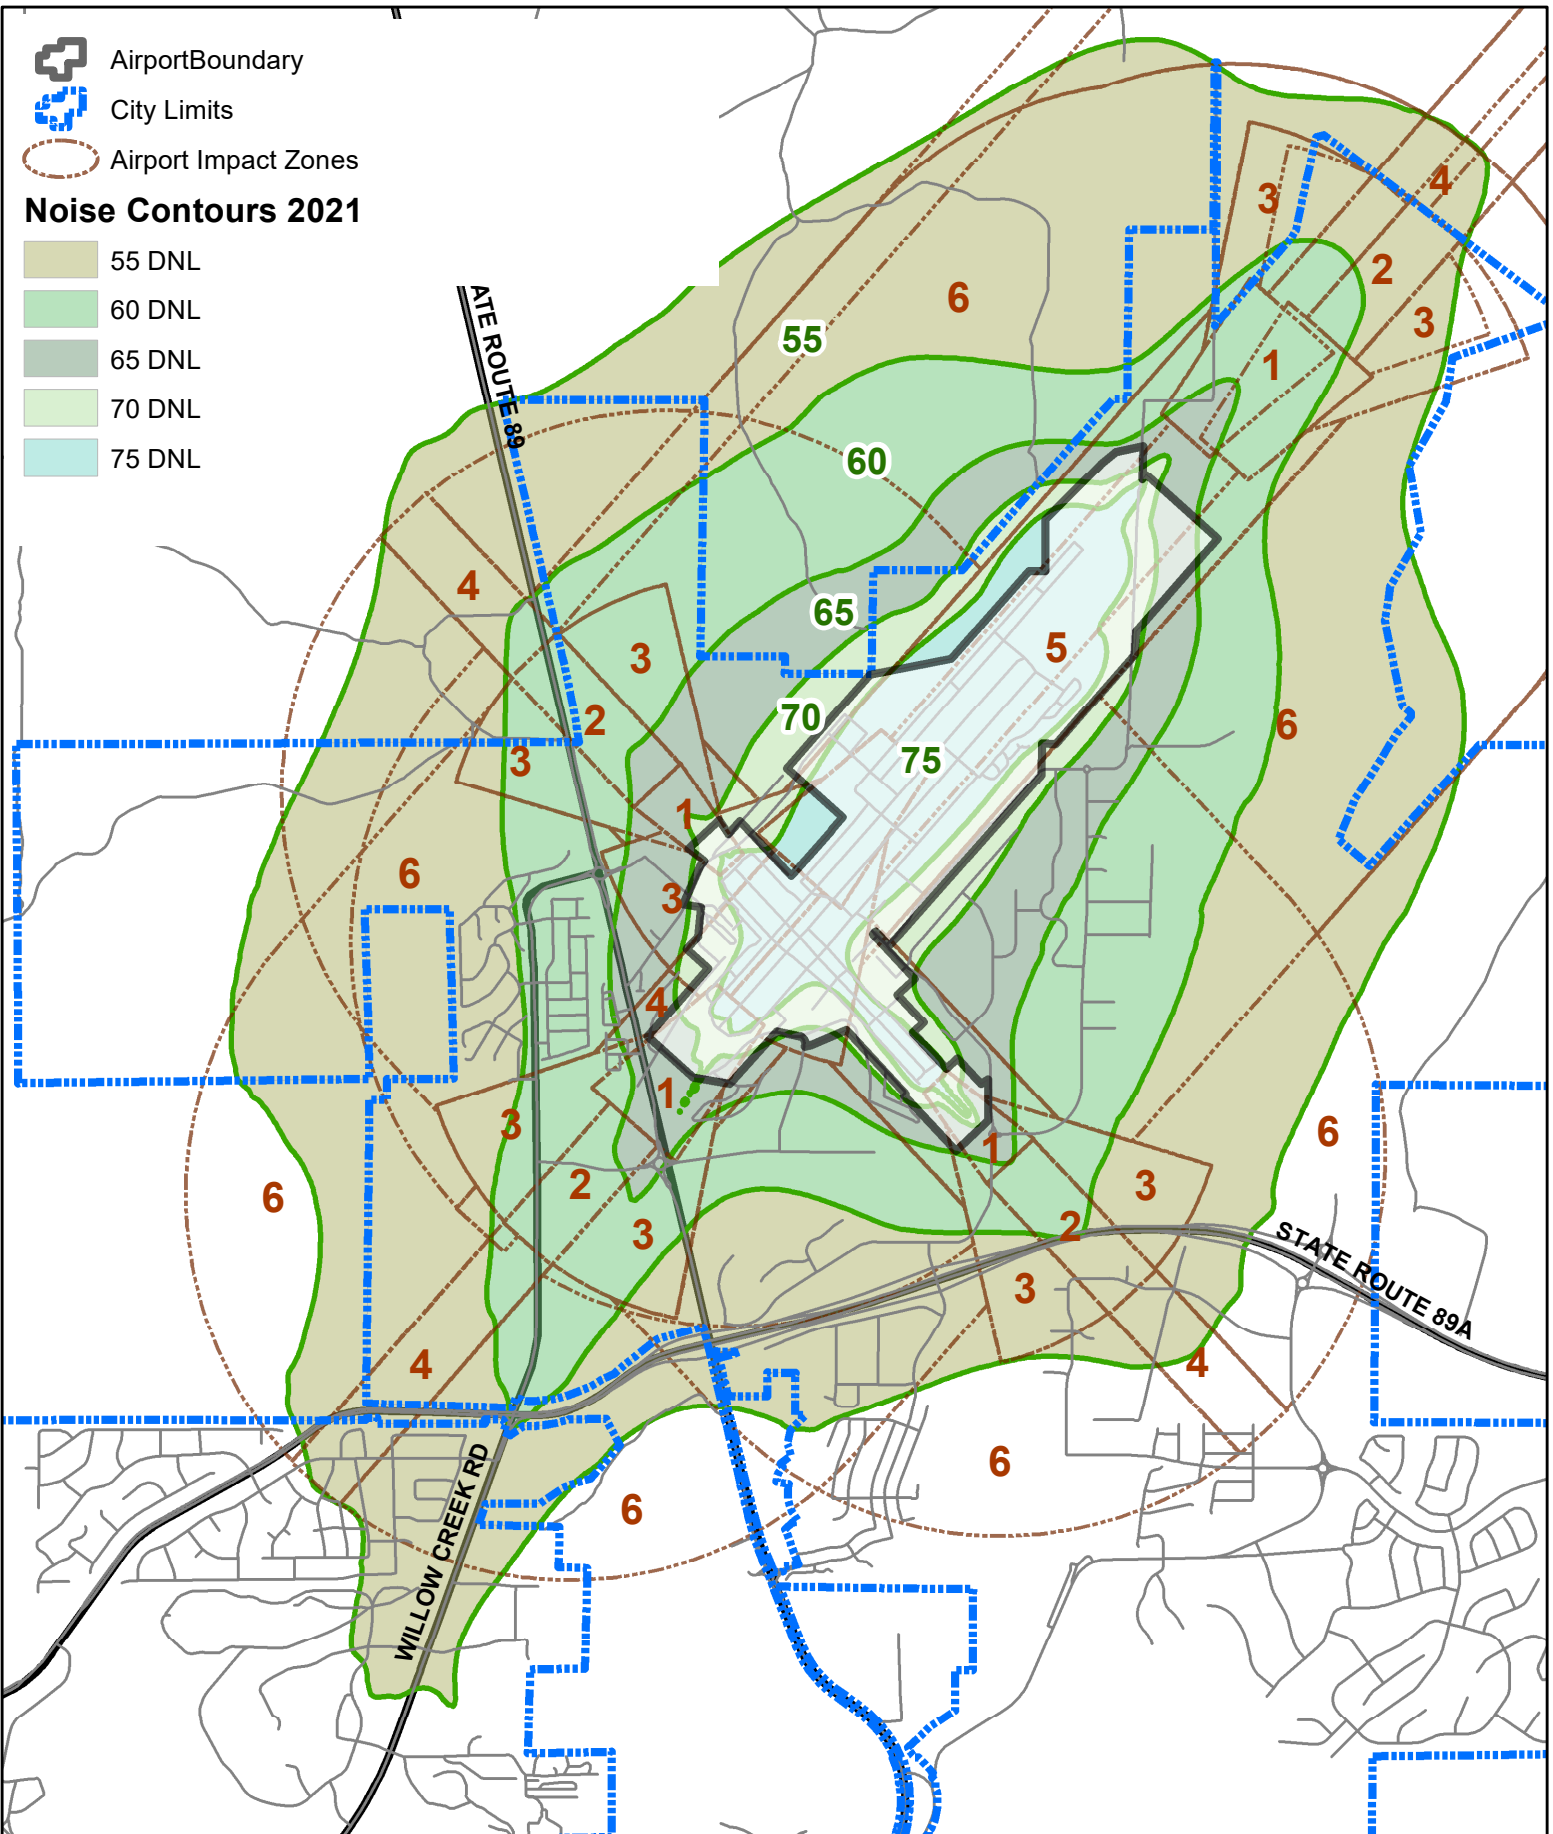 AirportBoundary
City Limits
Airport Impact Zones
Noise Contours 2021
55 DNL
60 DNL
65 DNL
70 DNL
75 DNL
ATE ROUTE 89
3
4
2
6
3
55
1
60
4
65
3
5
70
2
6
3
75
1
6
3
4
1
3
6
1
2
3
6
2
3
STATE ROUTE 89A
3
4
4
6
WILLOW CREEK RD
6